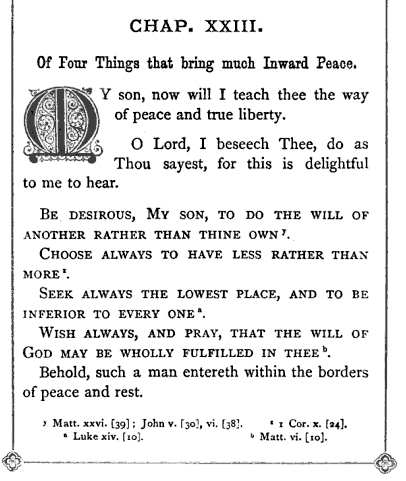 CHAP. XXIII.
Of Four Things that bring much Inward Peace.
MY son, now will I teach thee the way
of peace and true liberty.
O Lord, I beseech Thee, do as
Thou sayest, for this is delightful
to me to hear.
BE DESIROUS, MY SON, TO DO THE WILL OF
ANOTHER RATHER THAN THINE OWN y.
CHOOSE ALWAYS TO HAVE LESS RATHER THAN
MORE z.
SEEK ALWAYS THE LOWEST PLACE, AND TO BE
INFERIOR TO EVERY ONE a.
WISH ALWAYS, AND PRAY, THAT THE WILL OF
GOD MAY BE WHOLLY FULFILLED IN THEE b.
Behold, such a man entereth within the borders
of peace and rest.
y Matt. xxvi. [39]; John v. [30], vi. [38]. z 1 Cor. x. [24].
a Luke xiv. [10]. b Matt. vi. [10].